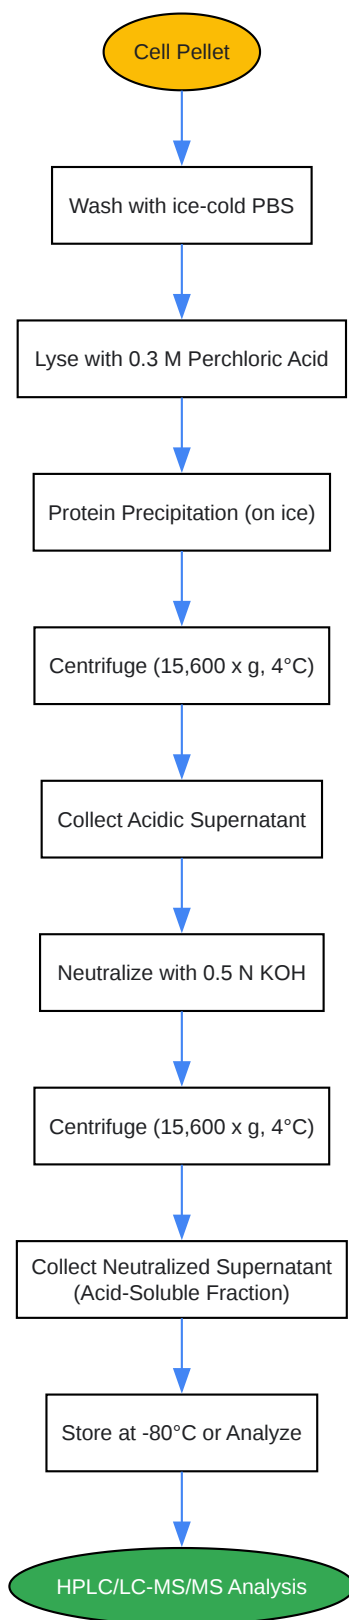 Cell Pellet
Wash with ice-cold PBS
Lyse with 0.3 M Perchloric Acid
Protein Precipitation (on ice)
Centrifuge (15,600 x g, 4°C)
Collect Acidic Supernatant
Neutralize with 0.5 N KOH
Centrifuge (15,600 x g, 4°C)
Collect Neutralized Supernatant
(Acid-Soluble Fraction)
Store at -80°C or Analyze
HPLC/LC-MS/MS Analysis